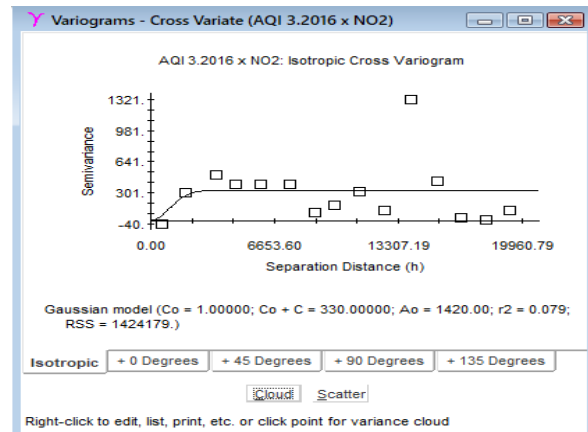 Variograms - Cross Variate (AQI 3.2016 x NO2)
AQI 3.2016 x NO2: Isotropic Cross Variogram
1321.
981.
641.
301.
-40.
Semivariance
0.00 6653.60 13307.19 19960.79
Separation Distance (h)
Gaussian model (Co = 1.00000; Co + C = 330.00000; Ao = 1420.00; r2 = 0.079;
RSS = 1424179.)
Isotropic + 0 Degrees + 45 Degrees + 90 Degrees + 135 Degrees
Cloud Scatter
Right-click to edit, list, print, etc. or click point for variance cloud